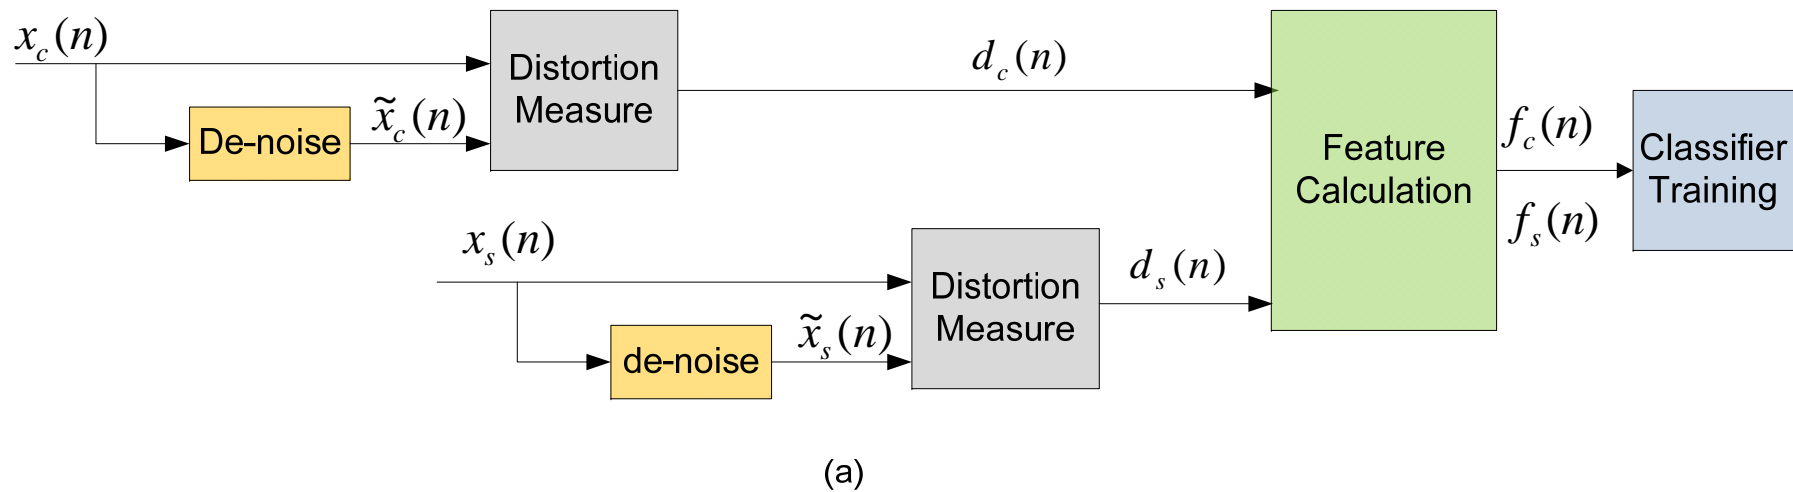 x_c(n)
De-noise
x̃_c(n)
Distortion
Measure
d_c(n)
x_s(n)
de-noise
x̃_s(n)
Distortion
Measure
d_s(n)
Feature
Calculation
f_c(n)
f_s(n)
Classifier
Training
(a)